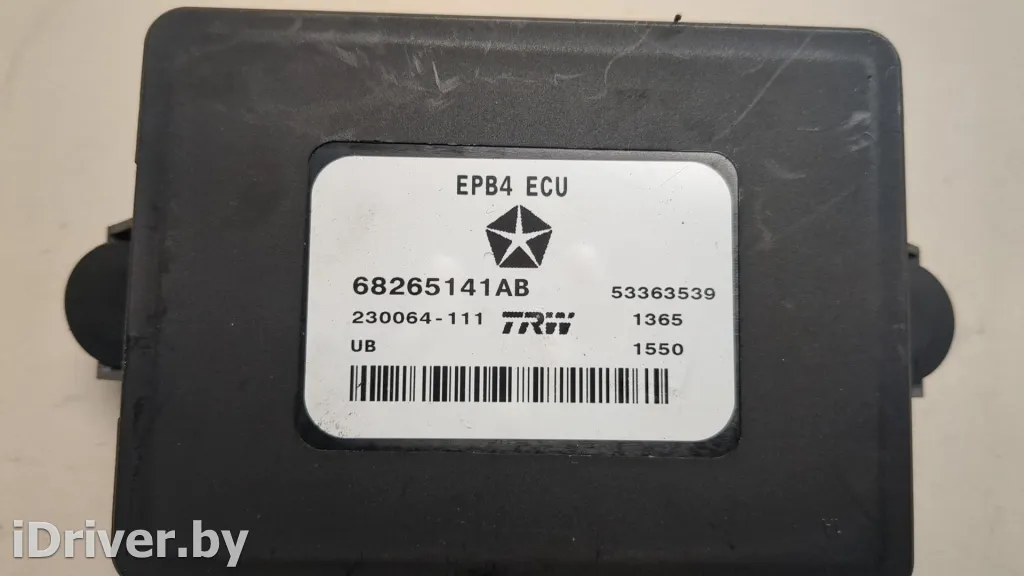 EPB4 ECU
68265141AB 53363539
230064-111 TRW 1365
UB 1550
iDriver.by